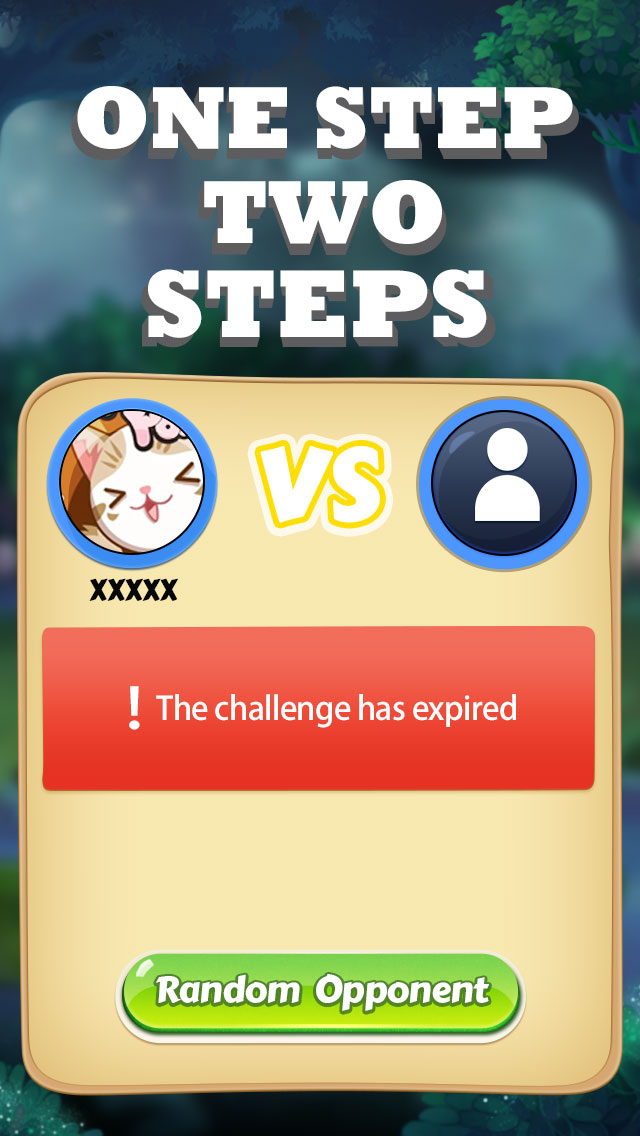 ONE STEP
TWO
STEPS
VS
XXXXX
! The challenge has expired
Random Opponent